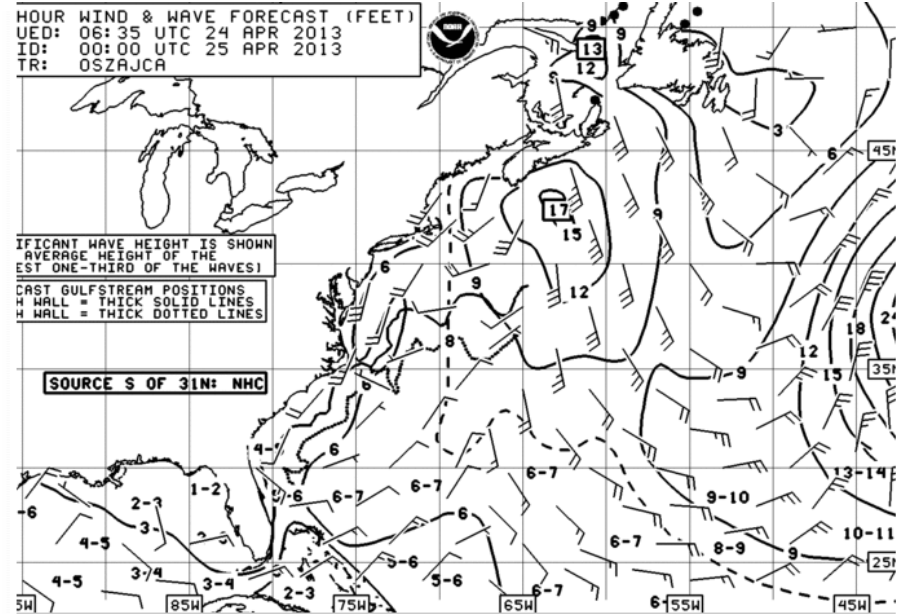 HOUR WIND & WAVE FORECAST (FEET)
UED: 06:35 UTC 24 APR 2013
ID: 00:00 UTC 25 APR 2013
TR: OSZAJCA
NOAA
9
9
13
12
9
3
6
45N
17
15
9
IFICANT WAVE HEIGHT IS SHOWN
AVERAGE HEIGHT OF THE
EST ONE-THIRD OF THE WAVES)
6
CAST GULFSTREAM POSITIONS
H WALL = THICK SOLID LINES
H WALL = THICK DOTTED LINES
9
12
24
18
12
8
15
35N
9
SOURCE S OF 31N: NHC
6
4-
6
6-7
13-14
1-2
-6
6-7
6-7
9-10
2-3
-6
3
6
10-11
4-5
6-7
8-9
9
25N
5-6
4-5
3-4
3-4
5-6
6-7
2-3
6-
5W
85W
75W
65W
55W
45W